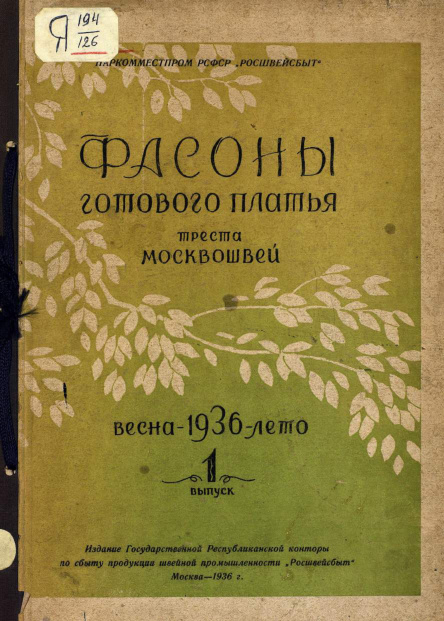 Я 194
126
НАРКОММЕСТПРОМ РСФСР „РОСШВЕЙСБЫТ"
ФАСОНЫ
готового платья
треста
МОСКВОШВЕЙ
весна-1936-лето
1
выпуск
Издание Государственной Республиканской конторы
по сбыту продукции швейной промышленности „Росшвейсбыт"
Москва—1936 г.